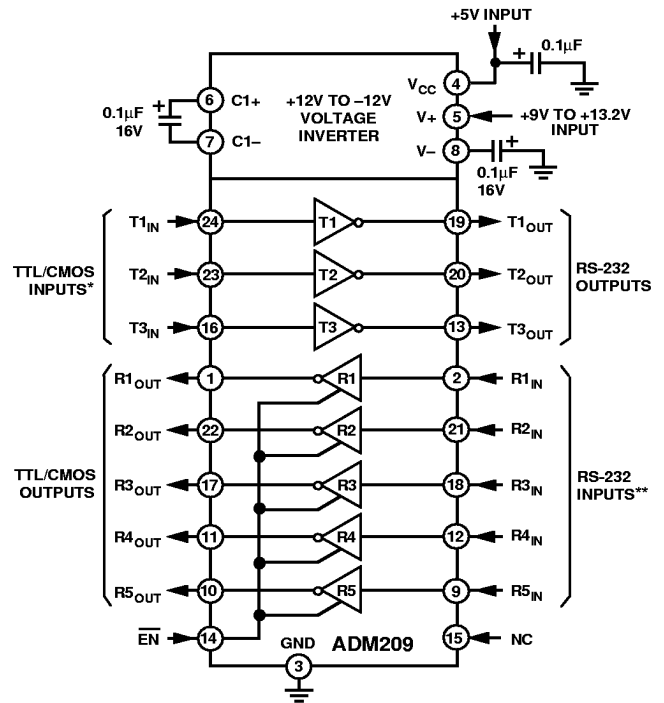 +5V INPUT
0.1µF
6 C1+
+12V TO –12V
VOLTAGE
INVERTER
VCC 4
V+ 5
+9V TO +13.2V
INPUT
0.1µF
16V
7 C1–
V– 8
0.1µF
16V
TTL/CMOS
INPUTS*
T1IN 24 T1 19 T1OUT
T2IN 23 T2 20 T2OUT
T3IN 16 T3 13 T3OUT
RS-232
OUTPUTS
TTL/CMOS
OUTPUTS
R1OUT 1 R1 2 R1IN
R2OUT 22 R2 21 R2IN
R3OUT 17 R3 18 R3IN
R4OUT 11 R4 12 R4IN
R5OUT 10 R5 9 R5IN
RS-232
INPUTS**
EN 14
GND
3
ADM209
15 NC